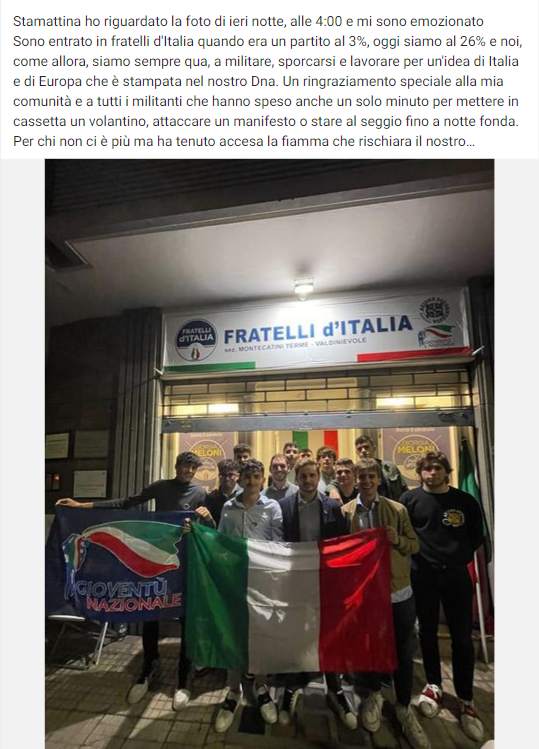 Stamattina ho riguardato la foto di ieri notte, alle 4:00 e mi sono emozionato
Sono entrato in fratelli d'Italia quando era un partito al 3%, oggi siamo al 26% e noi,
come allora, siamo sempre qua, a militare, sporcarsi e lavorare per un'idea di Italia
e di Europa che è stampata nel nostro Dna. Un ringraziamento speciale alla mia
comunità e a tutti i militanti che hanno speso anche un solo minuto per mettere in
cassetta un volantino, attaccare un manifesto o stare al seggio fino a notte fonda.
Per chi non ci è più ma ha tenuto accesa la fiamma che rischiara il nostro...
FRATELLI
d'ITALIA
FRATELLI d'ITALIA
sez. MONTECATINI TERME - VALDINIEVOLE
GIORGIA
MELONI
GIORGIA
MELONI
GIOVENTÙ
NAZIONALE